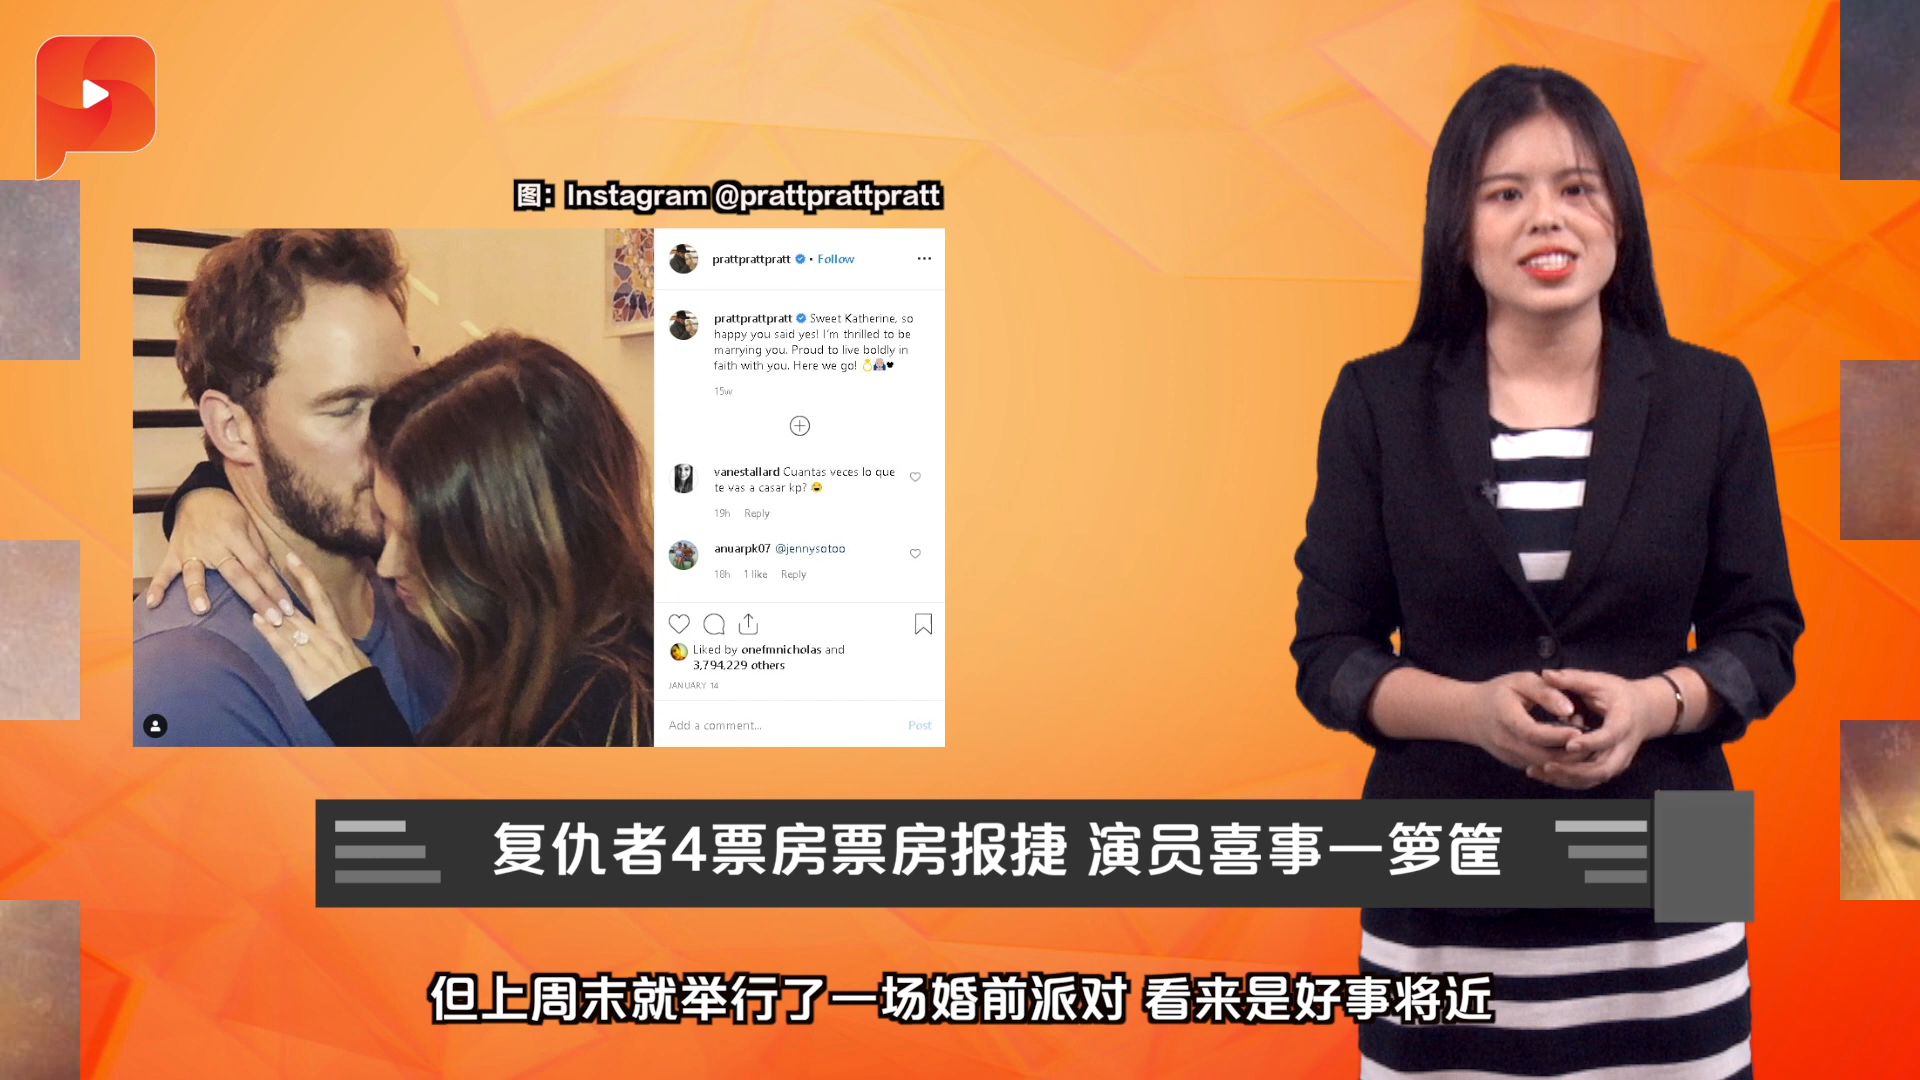 图：Instagram @prattprattpratt
prattprattpratt • Follow
prattprattpratt Sweet Katherine, so
happy you said yes! I'm thrilled to be
marrying you. Proud to live boldly in
faith with you. Here we go! 💍
15w
vanestallard Cuantas veces lo que
te vas a casar kp? 😂
19h Reply
anuarpk07 @jennysotoo
18h 1 like Reply
Liked by onefmnicholas and
3,794,229 others
JANUARY 14
Add a comment... Post
复仇者4票房票房报捷 演员喜事一箩筐
但上周末就举行了一场婚前派对 看来是好事将近